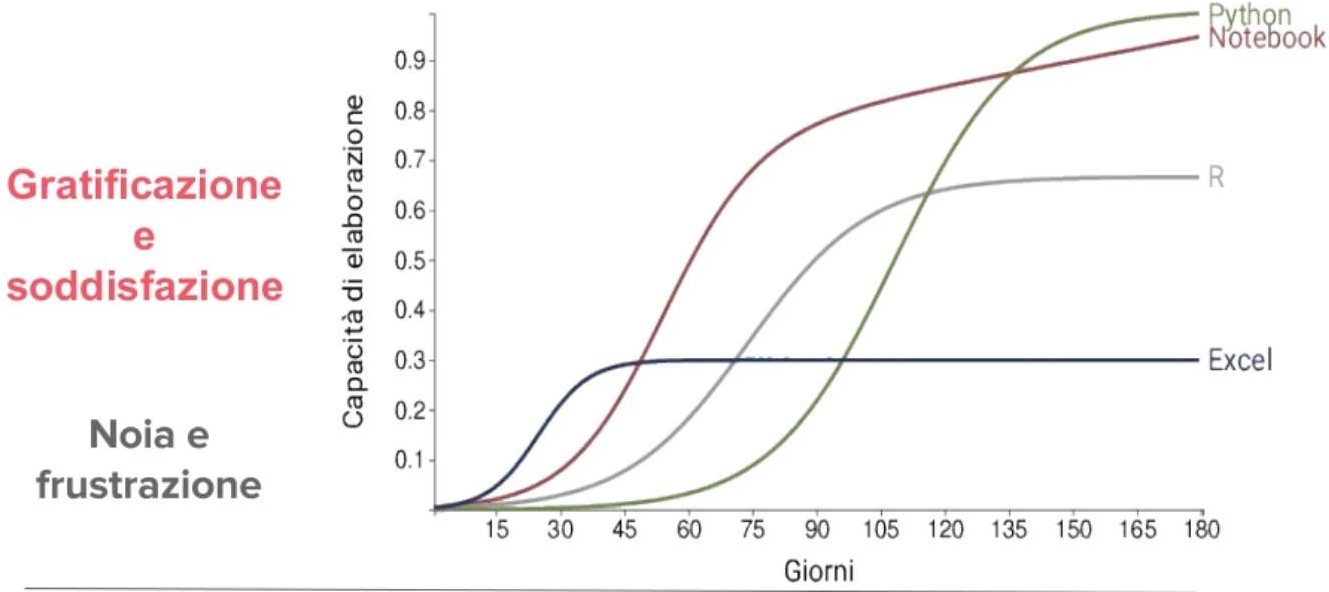 Gratificazione
e
soddisfazione
Noia e
frustrazione
Capacità di elaborazione
0.9
0.8
0.7
0.6
0.5
0.4
0.3
0.2
0.1
15 30 45 60 75 90 105 120 135 150 165 180
Giorni
Python
Notebook
R
Excel